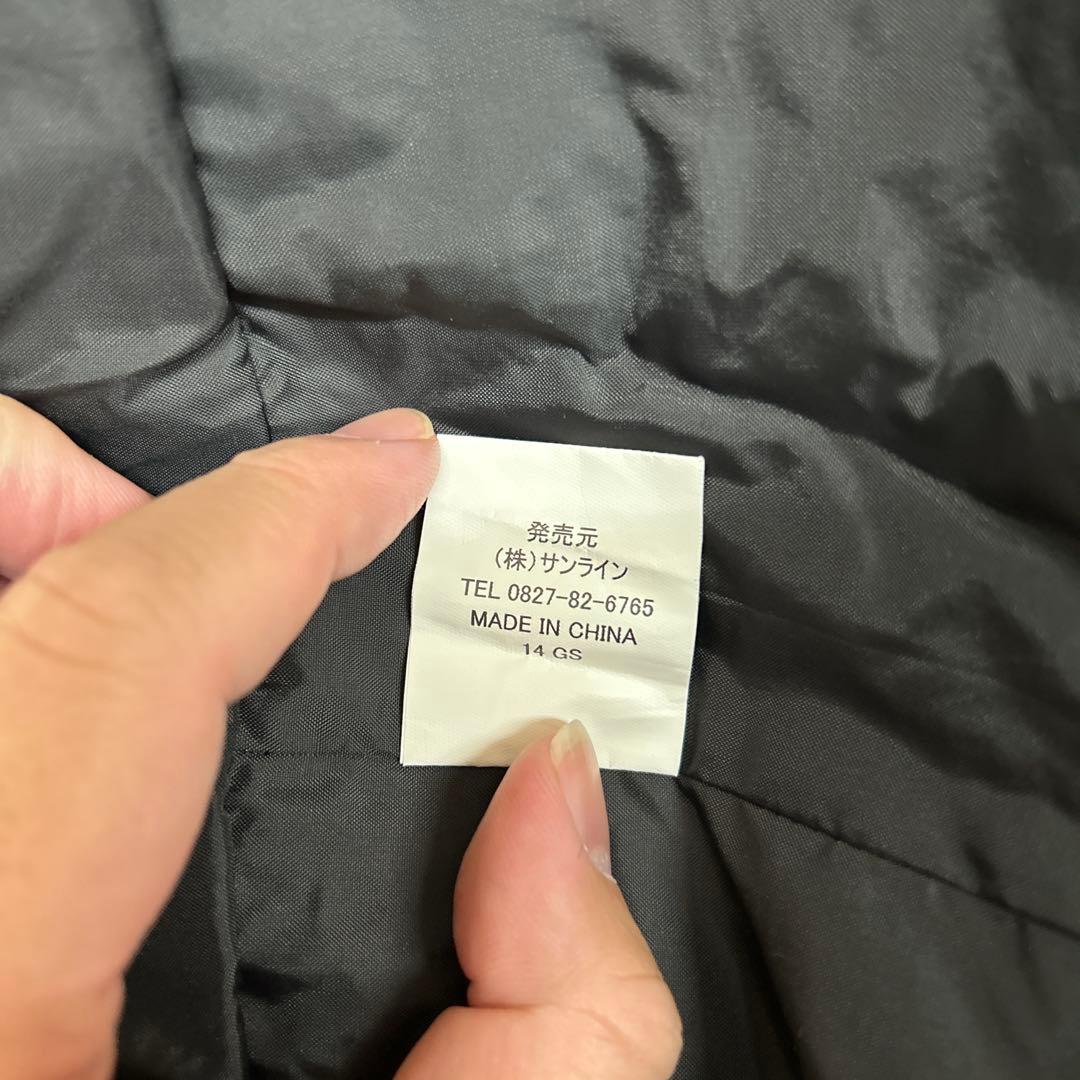 発売元
(株)サンライン
TEL 0827-82-6765
MADE IN CHINA
14 GS